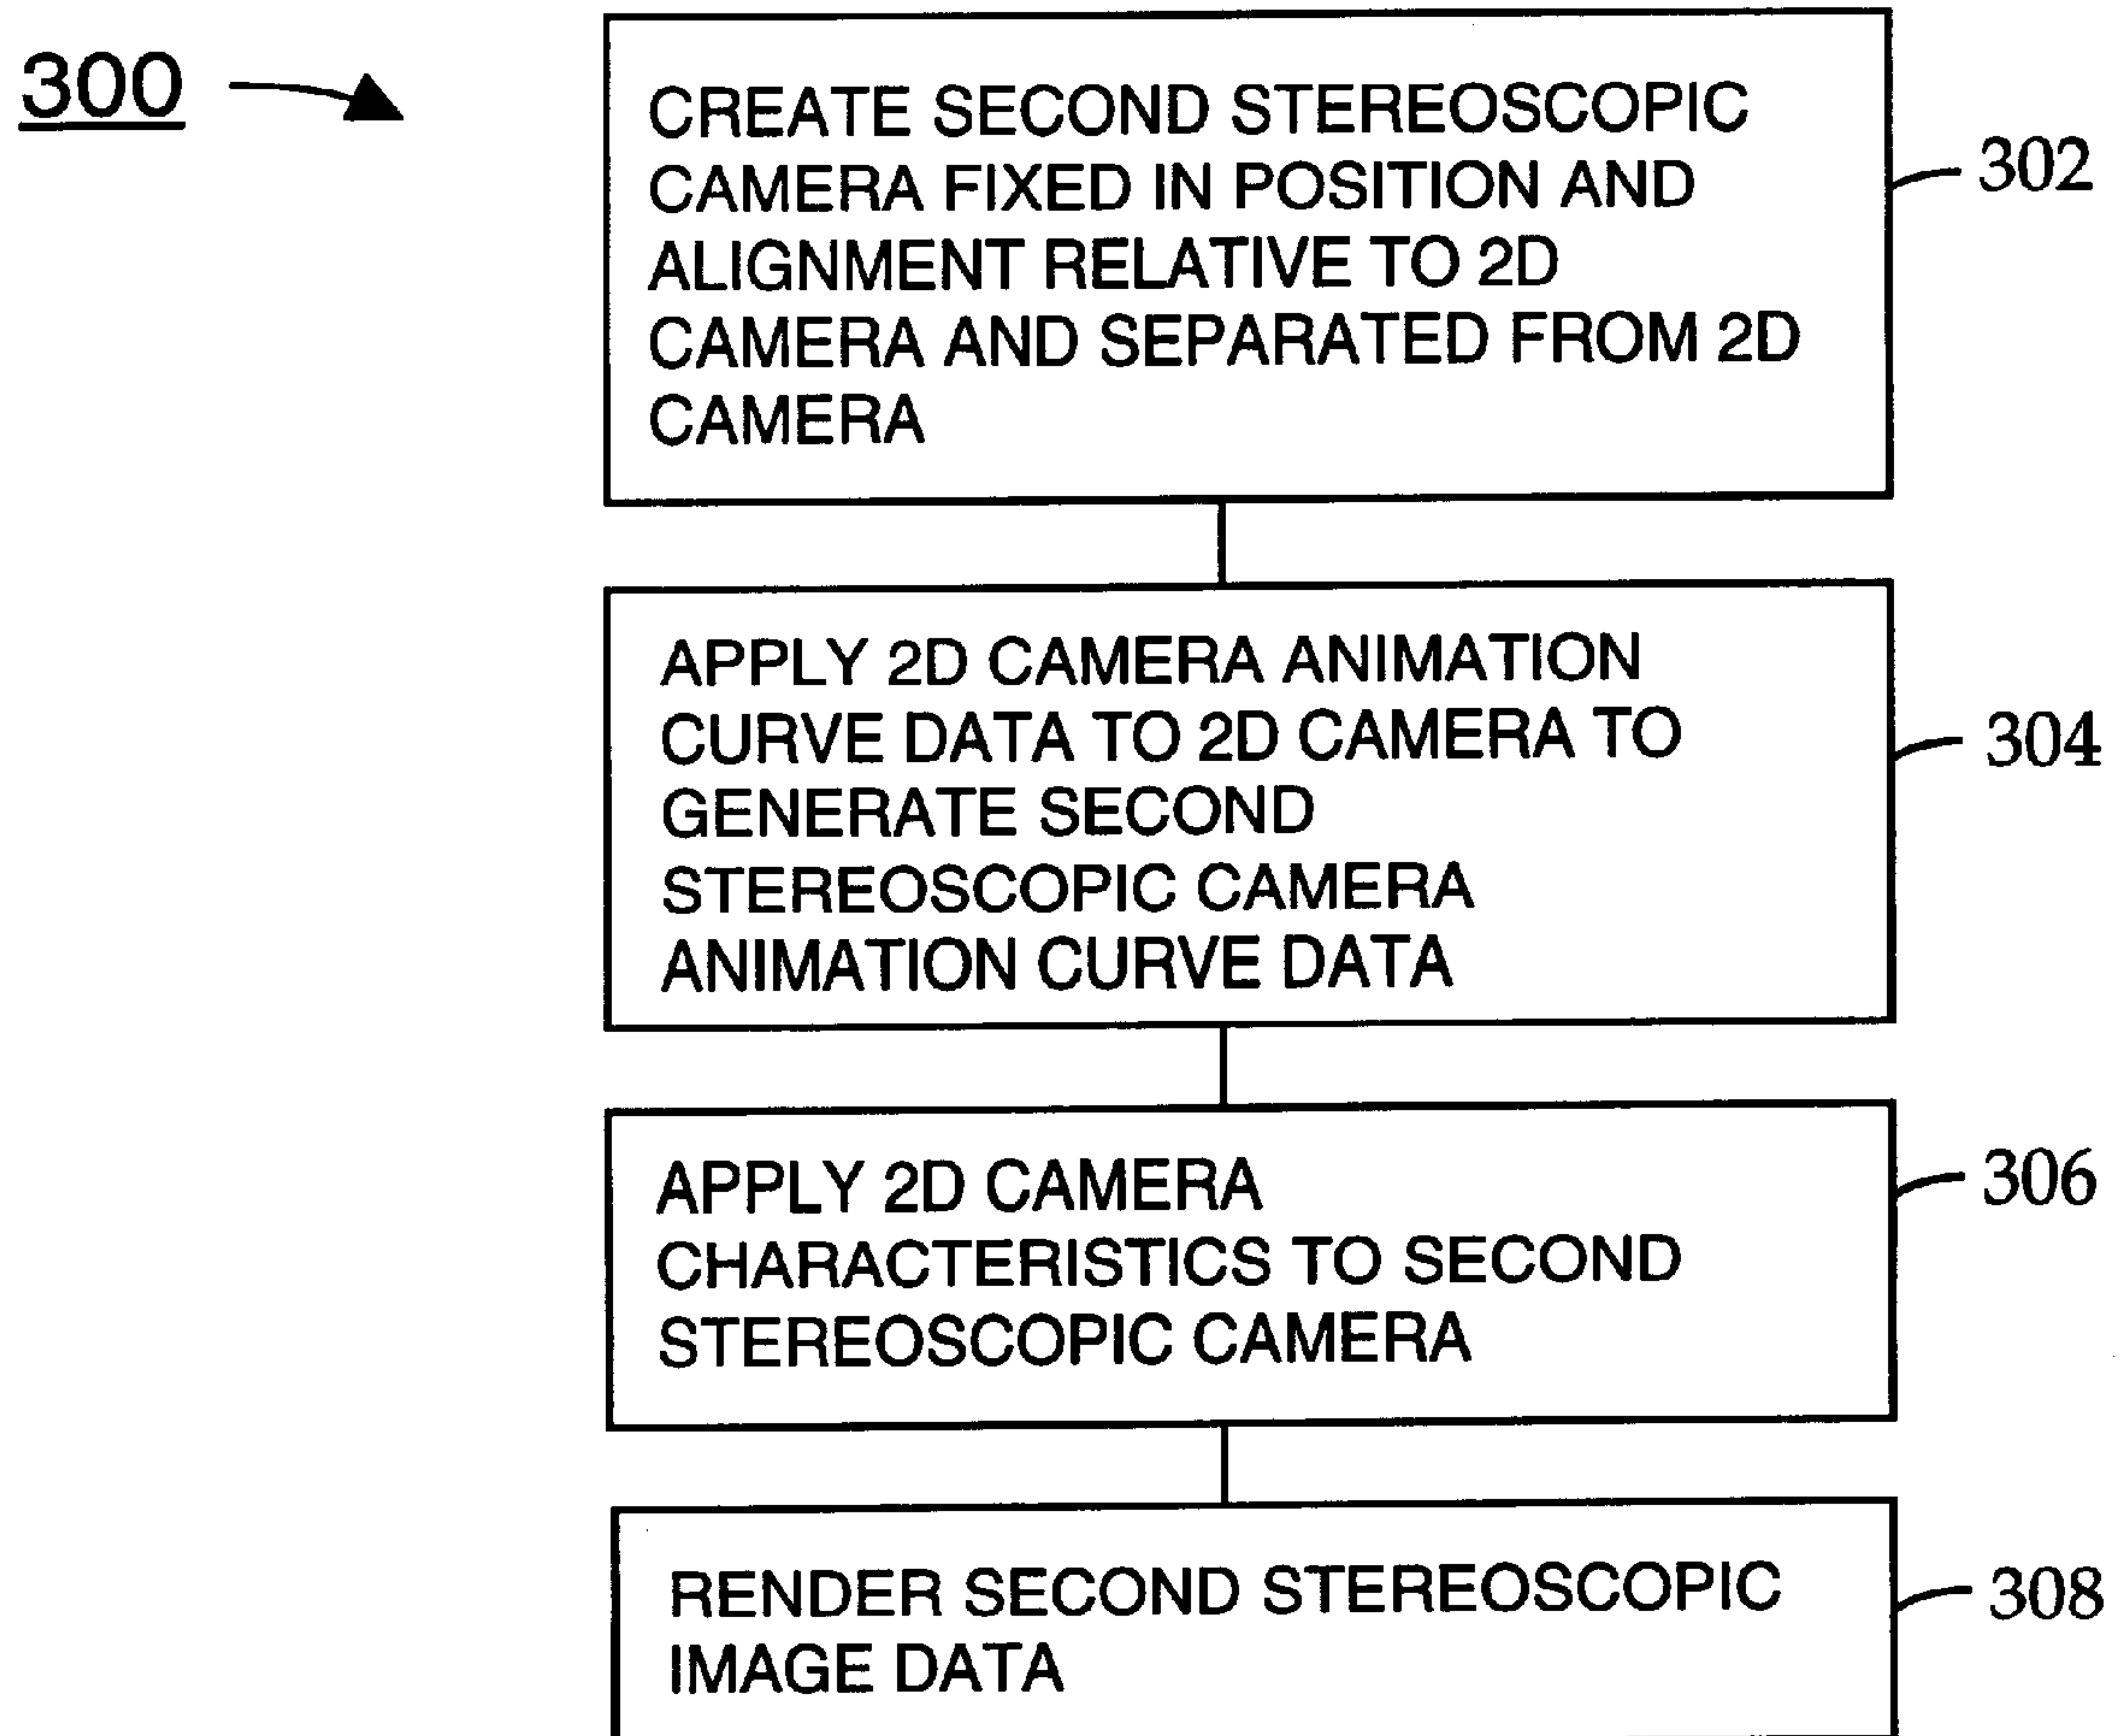 300
CREATE SECOND STEREOSCOPIC
CAMERA FIXED IN POSITION AND
ALIGNMENT RELATIVE TO 2D
CAMERA AND SEPARATED FROM 2D
CAMERA
302
APPLY 2D CAMERA ANIMATION
CURVE DATA TO 2D CAMERA TO
GENERATE SECOND
STEREOSCOPIC CAMERA
ANIMATION CURVE DATA
304
APPLY 2D CAMERA
CHARACTERISTICS TO SECOND
STEREOSCOPIC CAMERA
306
RENDER SECOND STEREOSCOPIC
IMAGE DATA
308